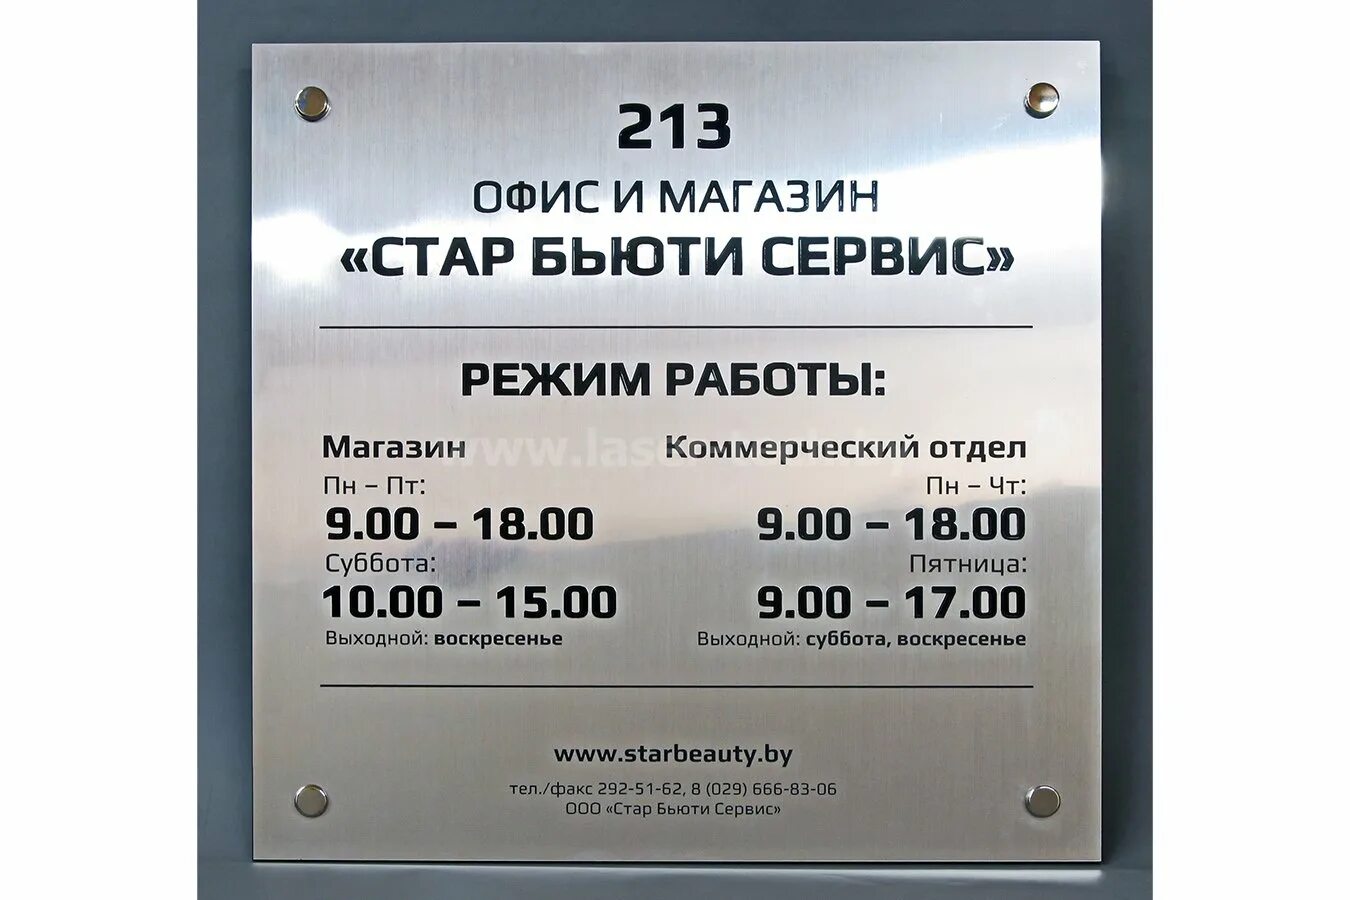 213
ОФИС И МАГАЗИН
«СТАР БЬЮТИ СЕРВИС»
РЕЖИМ РАБОТЫ:
Магазин
Пн – Пт:
9.00 – 18.00
Суббота:
10.00 – 15.00
Выходной: воскресенье
Коммерческий отдел
Пн – Чт:
9.00 – 18.00
Пятница:
9.00 – 17.00
Выходной: суббота, воскресенье
www.starbeauty.by
тел./факс 292-51-62, 8 (029) 666-83-06
ООО «Стар Бьюти Сервис»